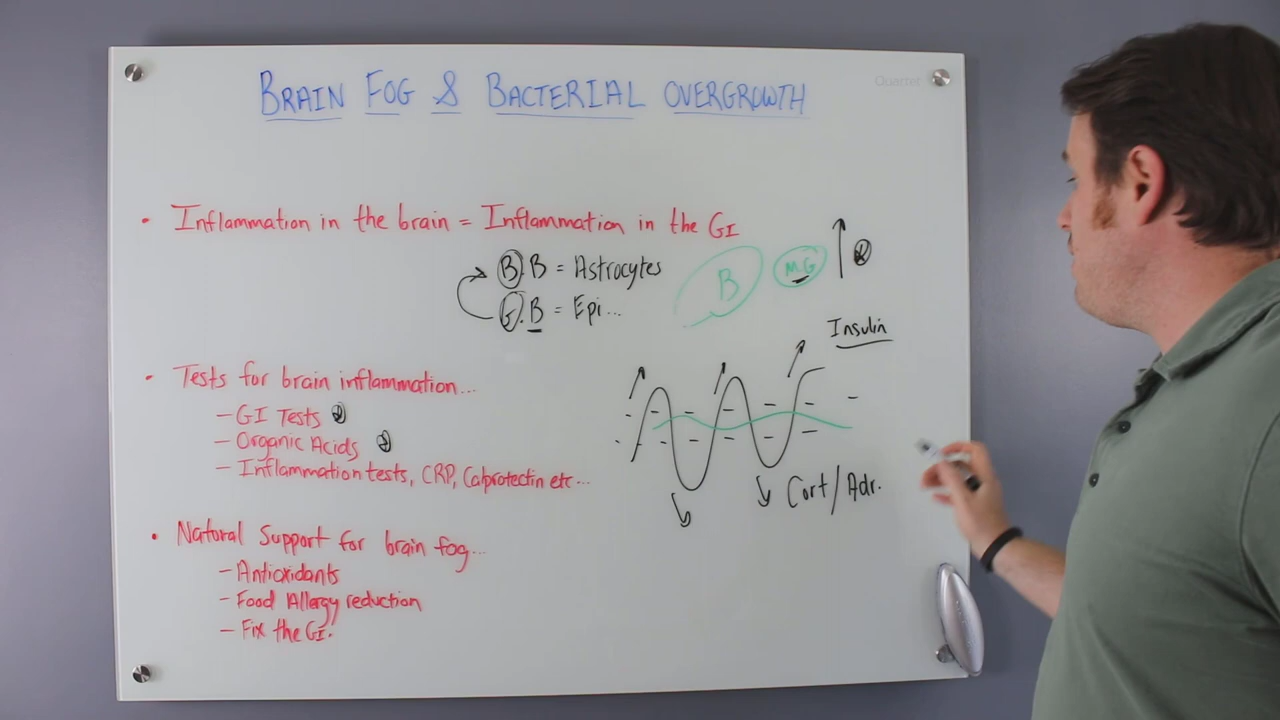 Quartet
BRAIN FOG & BACTERIAL OVERGROWTH
• Inflammation in the brain = Inflammation in the GI
B.B = Astrocytes
G.B = Epi...
B
MG
Insulin
• Tests for brain inflammation...
- GI Tests
- Organic Acids
- Inflammation tests, CRP, Calprotectin etc...
Cort/Adr.
• Natural Support for brain fog...
- Antioxidants
- Food Allergy reduction
- Fix the GI.